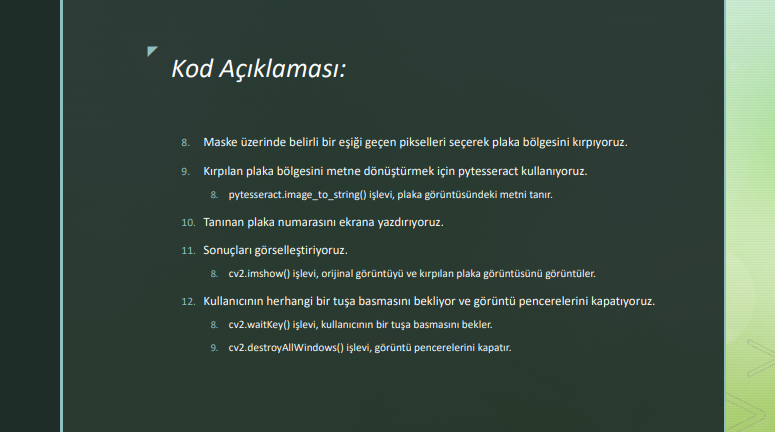 Kod Açıklaması:
8. Maske üzerinde belirli bir eşiği geçen pikselleri seçerek plaka bölgesini kırpıyoruz.
9. Kırpılan plaka bölgesini metne dönüştürmek için pytesseract kullanıyoruz.
8. pytesseract.image_to_string() işlevi, plaka görüntüsündeki metni tanır.
10. Tanınan plaka numarasını ekrana yazdırıyoruz.
11. Sonuçları görselleştiriyoruz.
8. cv2.imshow() işlevi, orijinal görüntüyü ve kırpılan plaka görüntüsünü görüntüler.
12. Kullanıcının herhangi bir tuşa basmasını bekliyor ve görüntü pencerelerini kapatıyoruz.
8. cv2.waitKey() işlevi, kullanıcının bir tuşa basmasını bekler.
9. cv2.destroyAllWindows() işlevi, görüntü pencerelerini kapatır.